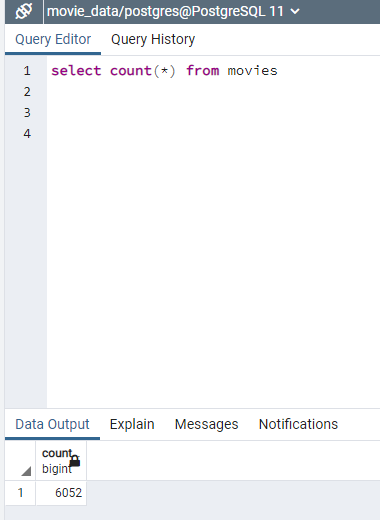 movie_data/postgres@PostgreSQL 11
Query Editor Query History
1 select count(*) from movies
2
3
4
Data Output Explain Messages Notifications
count
bigint
1 6052